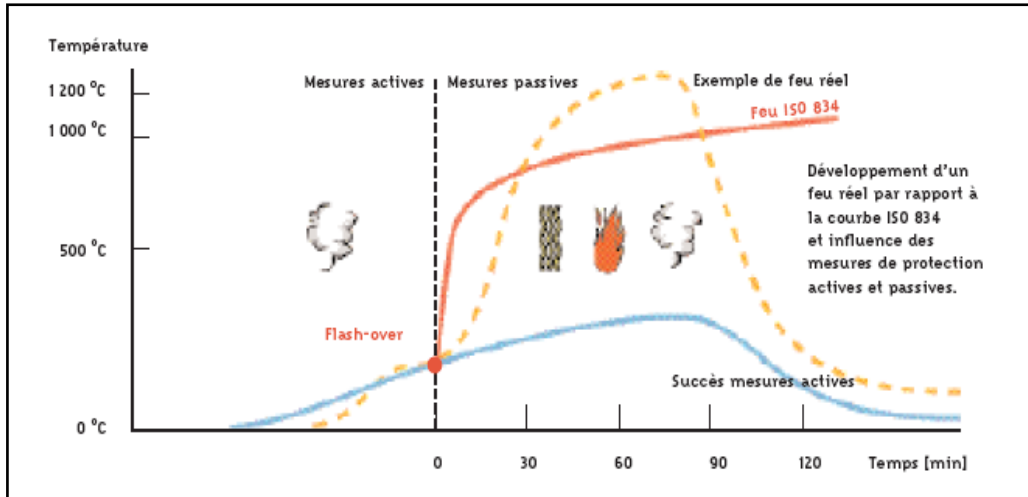 Température
Mesures actives
Mesures passives
Exemple de feu réel
1 200 °C
Feu ISO 834
1 000 °C
Développement d'un
feu réel par rapport à
la courbe ISO 834
et influence des
mesures de protection
actives et passives.
500 °C
Flash-over
Succès mesures actives
0 °C
0 30 60 90 120 Temps [min]